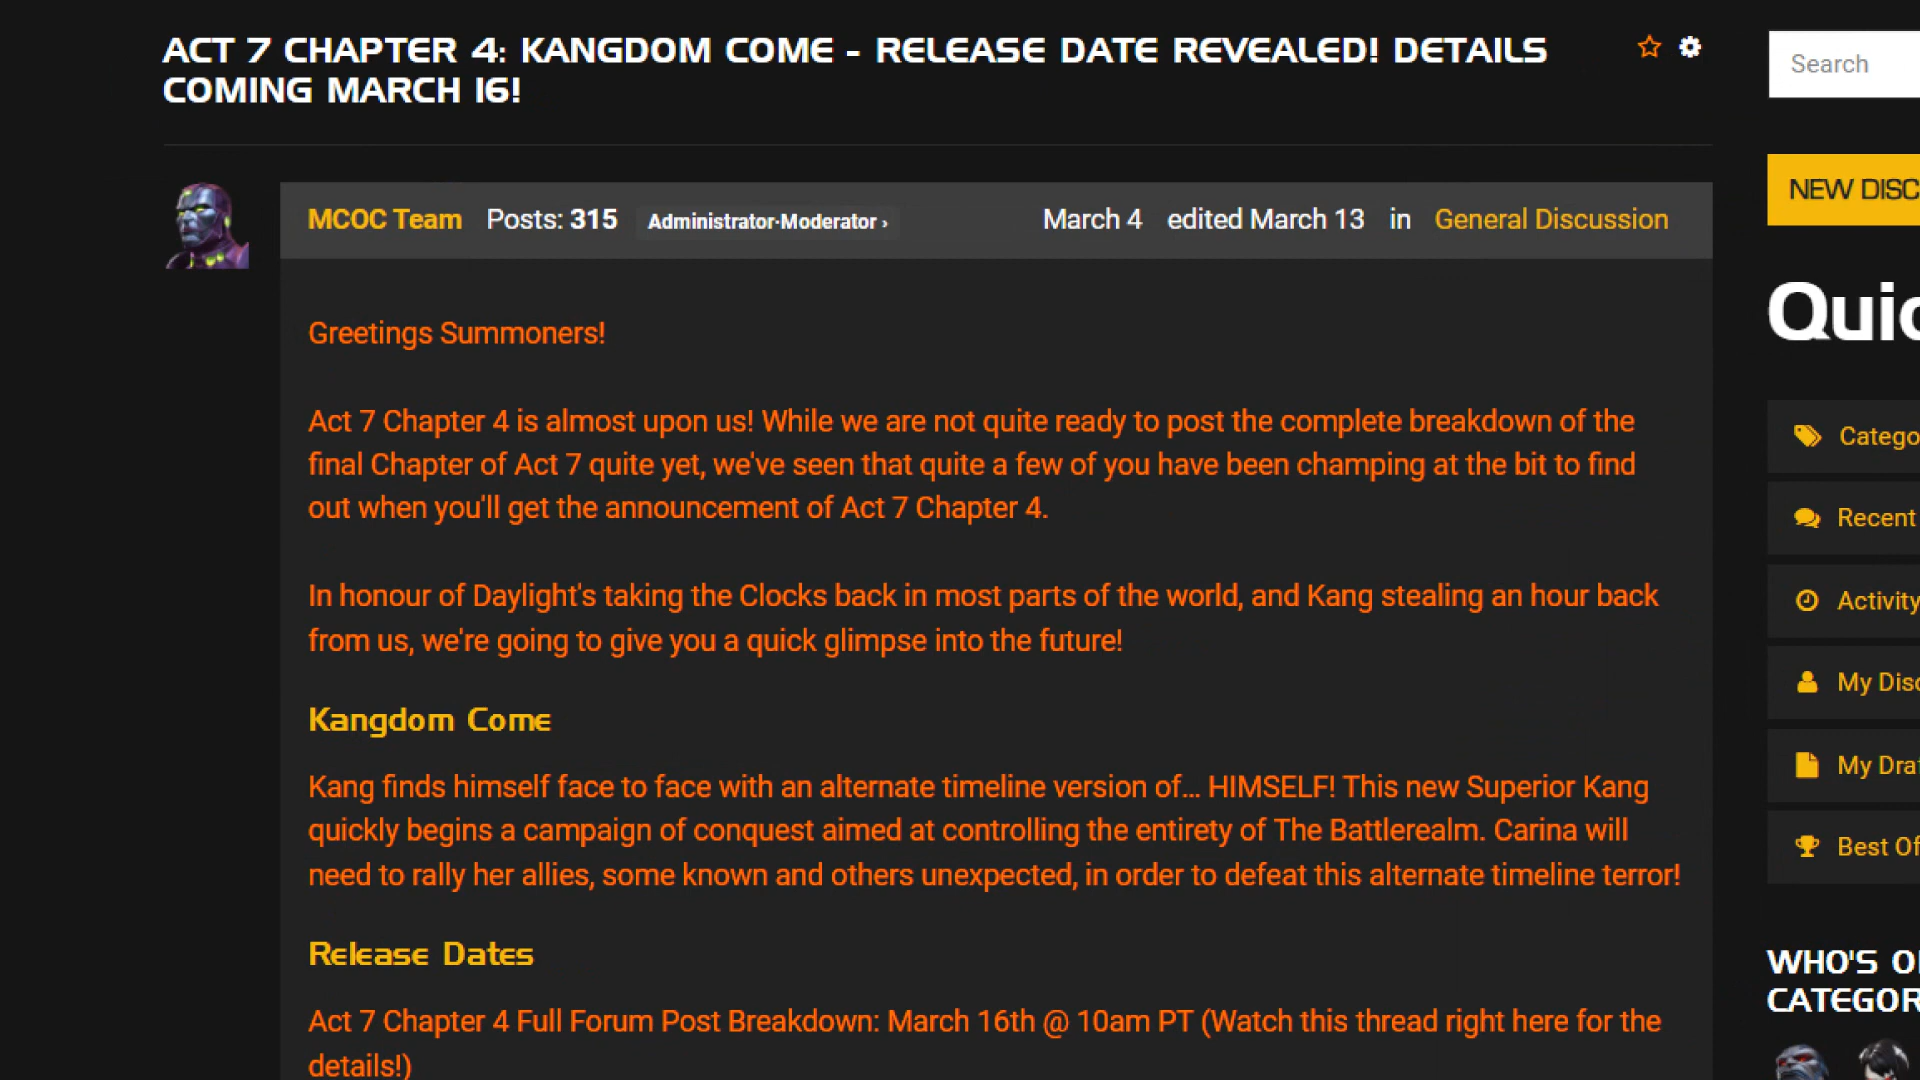 ACT 7 CHAPTER 4: KANGDOM COME - RELEASE DATE REVEALED! DETAILS
COMING MARCH 16!
Search
MCOC Team Posts: 315 Administrator·Moderator › March 4 edited March 13 in General Discussion
NEW DISC
Greetings Summoners!
Quic
Act 7 Chapter 4 is almost upon us! While we are not quite ready to post the complete breakdown of the
final Chapter of Act 7 quite yet, we've seen that quite a few of you have been champing at the bit to find
out when you'll get the announcement of Act 7 Chapter 4.
In honour of Daylight's taking the Clocks back in most parts of the world, and Kang stealing an hour back
from us, we're going to give you a quick glimpse into the future!
Kangdom Come
Kang finds himself face to face with an alternate timeline version of... HIMSELF! This new Superior Kang
quickly begins a campaign of conquest aimed at controlling the entirety of The Battlerealm. Carina will
need to rally her allies, some known and others unexpected, in order to defeat this alternate timeline terror!
Release Dates
Act 7 Chapter 4 Full Forum Post Breakdown: March 16th @ 10am PT (Watch this thread right here for the
details!)
Catego
Recent
Activity
My Disc
My Draf
Best Of
WHO'S O
CATEGOR